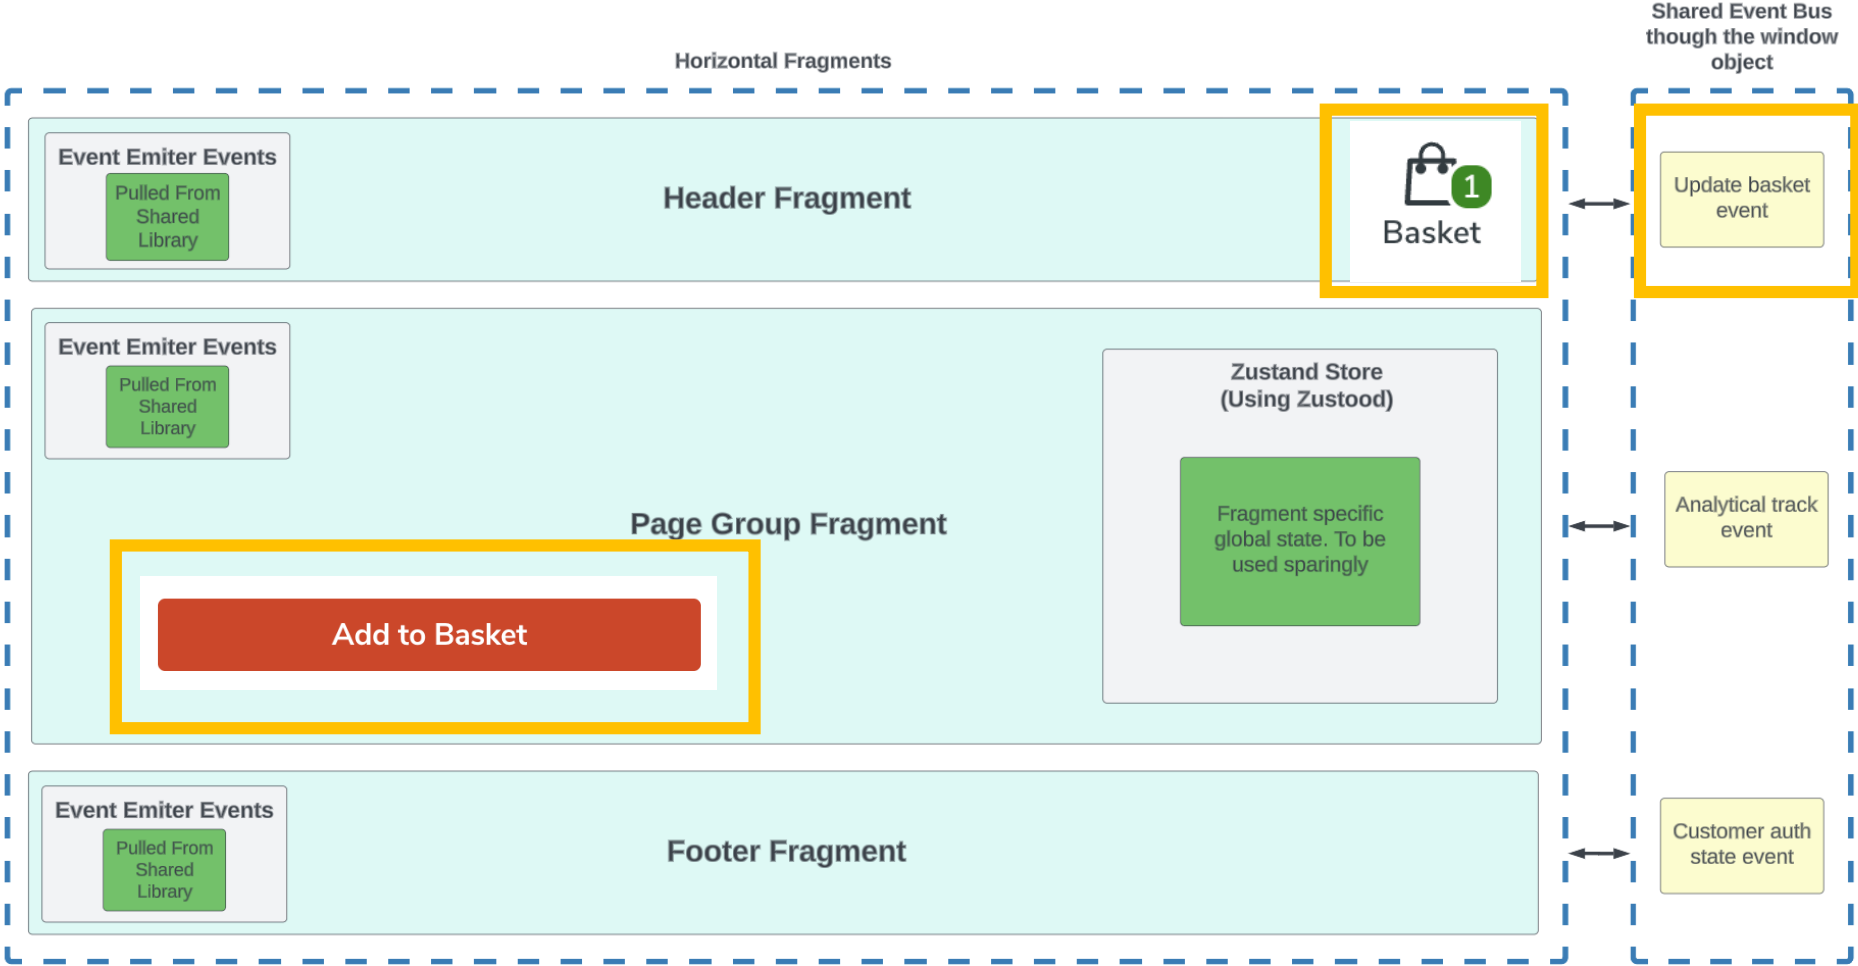 Shared Event Bus
though the window
object
Horizontal Fragments
Event Emiter Events
Pulled From
Shared
Library
Header Fragment
1
Basket
Update basket
event
Event Emiter Events
Pulled From
Shared
Library
Zustand Store
(Using Zustood)
Page Group Fragment
Fragment specific
global state. To be
used sparingly
Analytical track
event
Add to Basket
Event Emiter Events
Pulled From
Shared
Library
Footer Fragment
Customer auth
state event